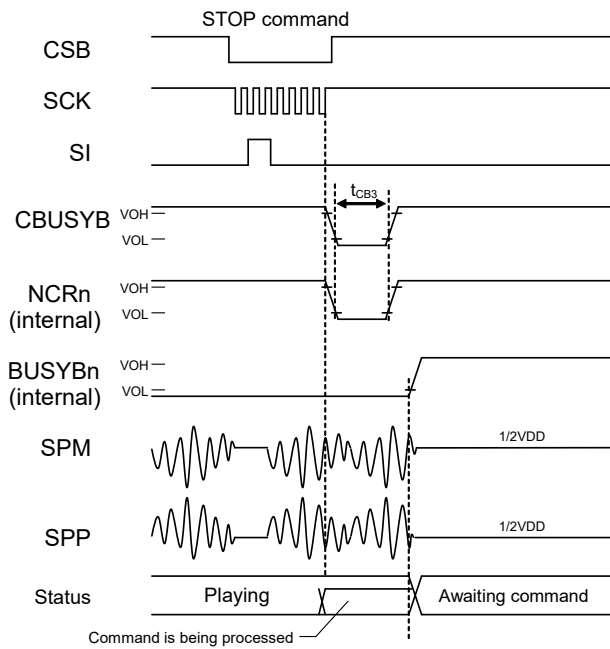 STOP command
CSB
SCK
SI
tCB3
CBUSYB
VOH
VOL
NCRn
(internal)
VOH
VOL
BUSYBn
(internal)
VOH
VOL
SPM
1/2VDD
SPP
1/2VDD
Status
Playing
Awaiting command
Command is being processed